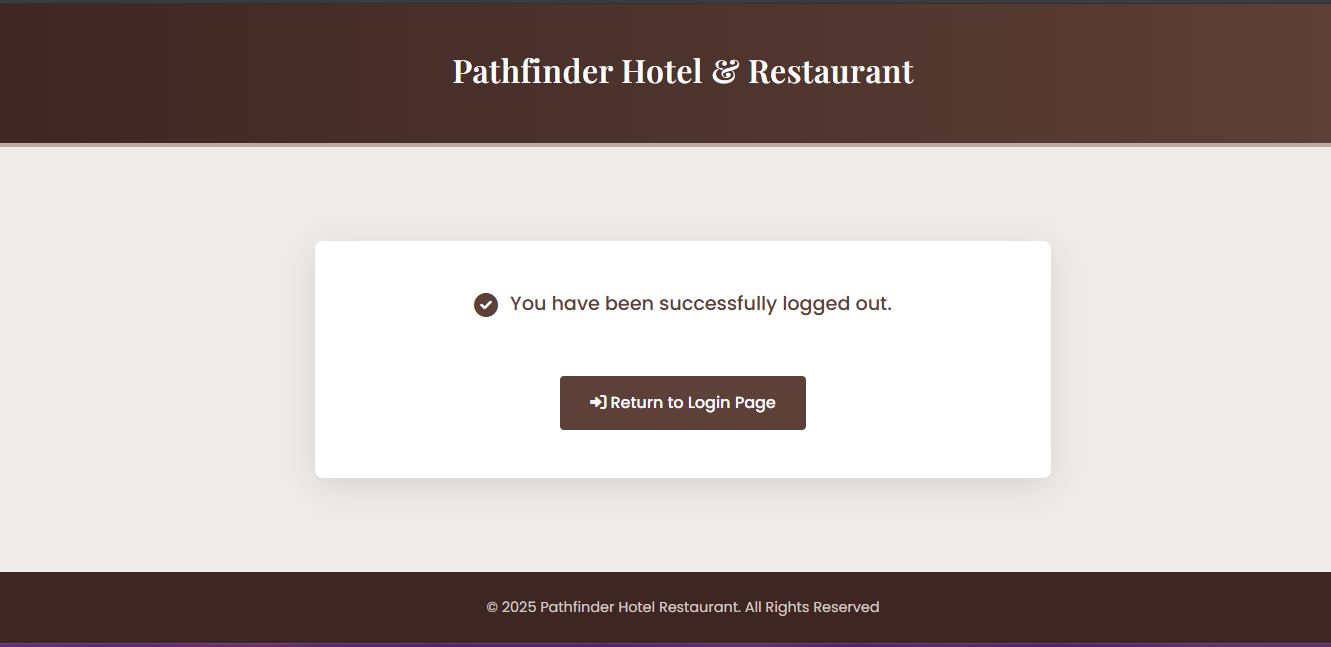 Pathfinder Hotel & Restaurant
You have been successfully logged out.
Return to Login Page
© 2025 Pathfinder Hotel Restaurant. All Rights Reserved